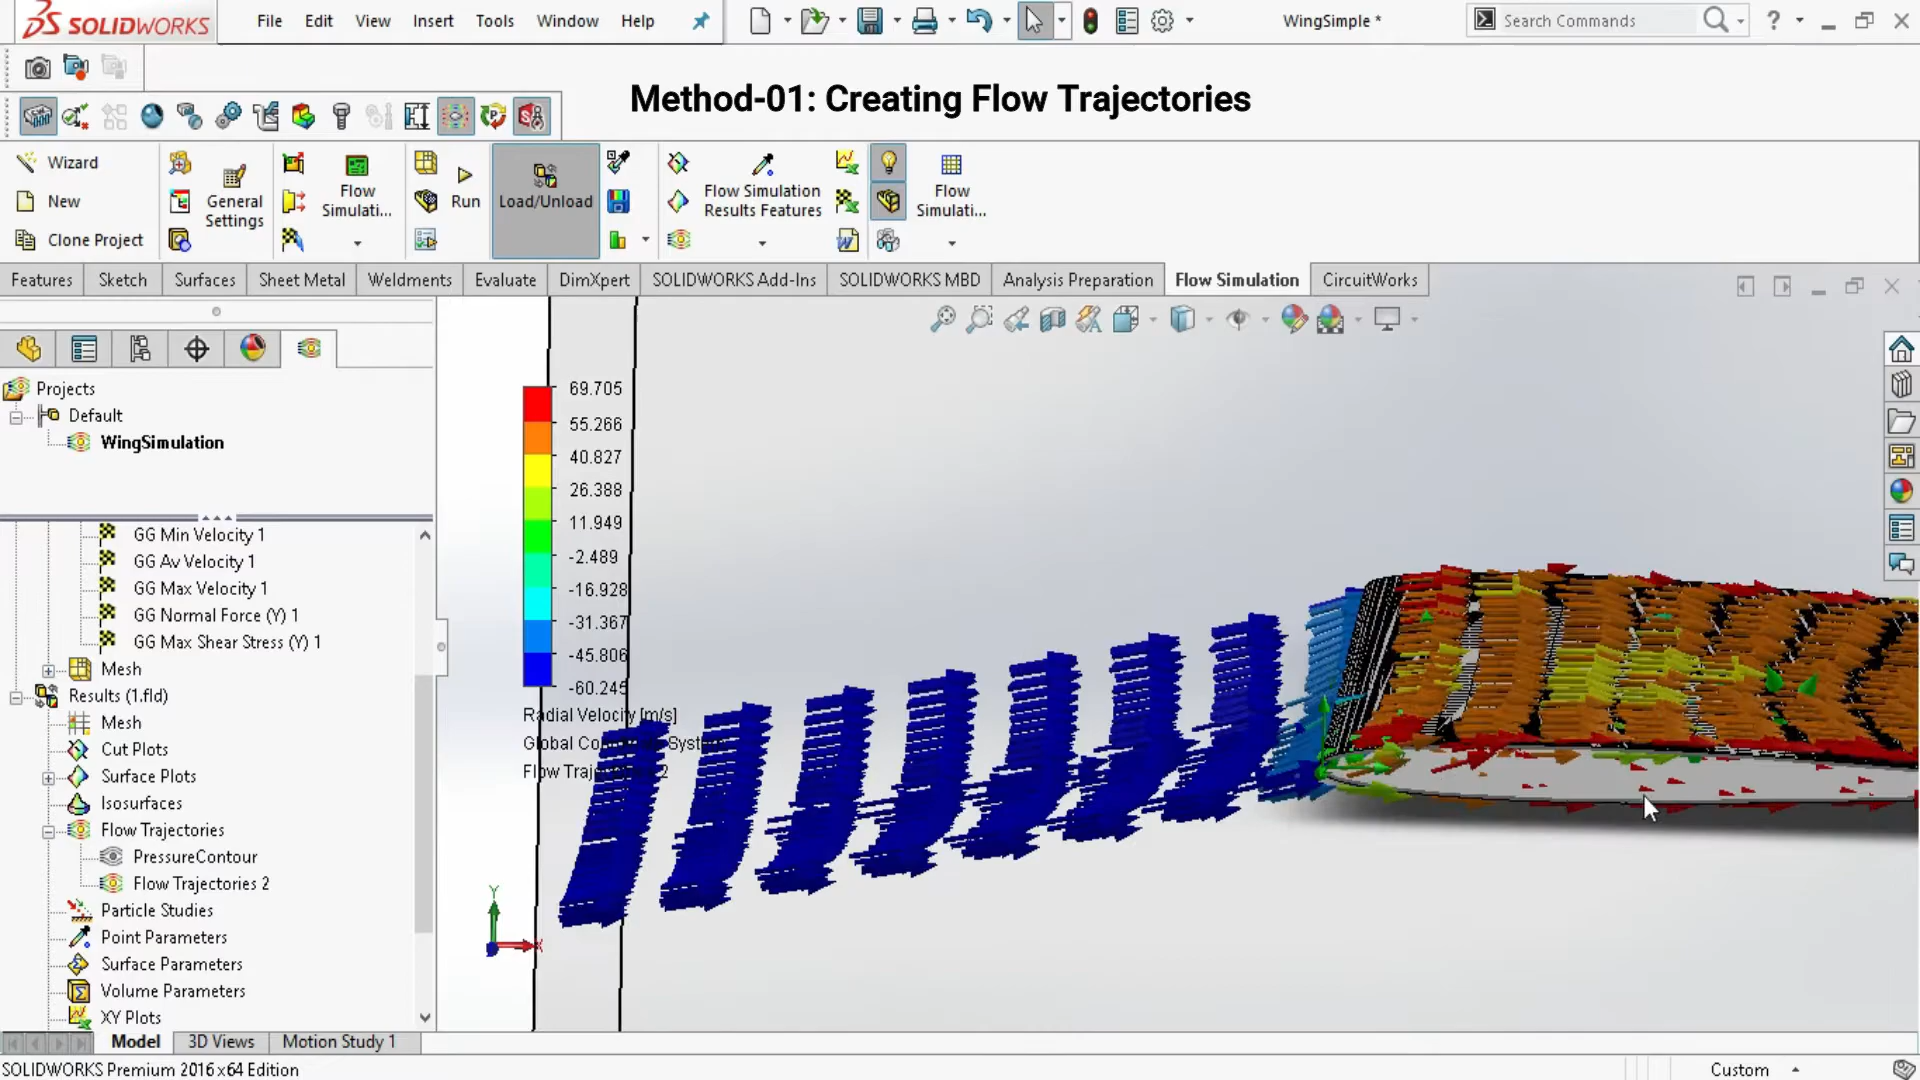 SOLIDWORKS
File Edit View Insert Tools Window Help
WingSimple *
Search Commands
Method-01: Creating Flow Trajectories
Wizard
New
Clone Project
General Settings
Flow Simulati...
Run
Load/Unload
Flow Simulation Results Features
Flow Simulati...
Features Sketch Surfaces Sheet Metal Weldments Evaluate DimXpert SOLIDWORKS Add-Ins SOLIDWORKS MBD Analysis Preparation Flow Simulation CircuitWorks
Projects
Default
WingSimulation
GG Min Velocity 1
GG Av Velocity 1
GG Max Velocity 1
GG Normal Force (Y) 1
GG Max Shear Stress (Y) 1
Mesh
Results (1.fld)
Mesh
Cut Plots
Surface Plots
Isosurfaces
Flow Trajectories
PressureContour
Flow Trajectories 2
Particle Studies
Point Parameters
Surface Parameters
Volume Parameters
XY Plots
69.705
55.266
40.827
26.388
11.949
-2.489
-16.928
-31.367
-45.806
-60.245
Radial Velocity [m/s]
Global
Flow
2
Y
X
Model 3D Views Motion Study 1
SOLIDWORKS Premium 2016 x64 Edition
Custom